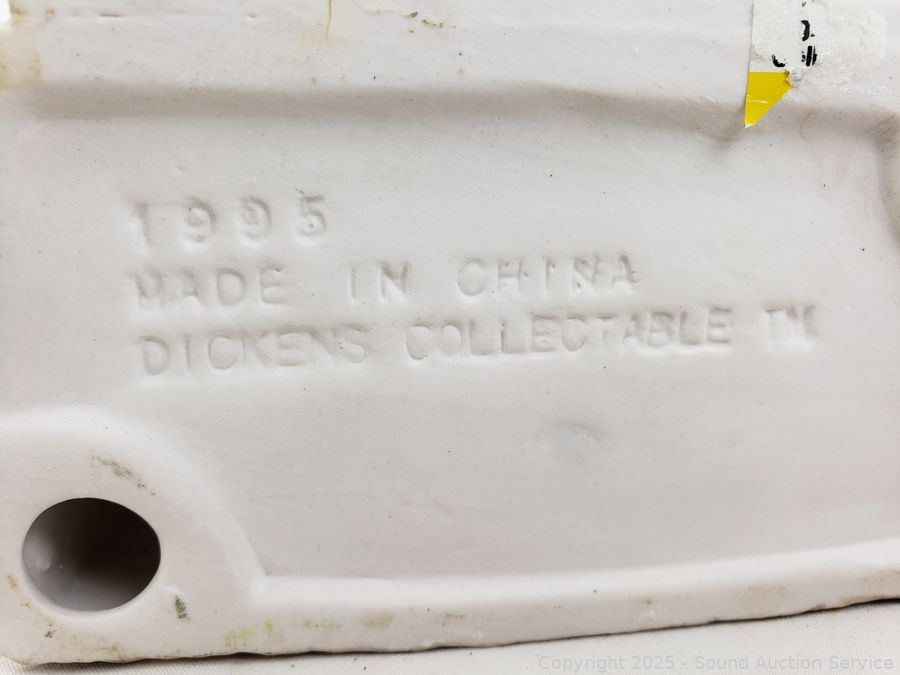 1995
MADE IN CHINA
DICKENS COLLECTABLE TM
Copyright 2025 - Sound Auction Service